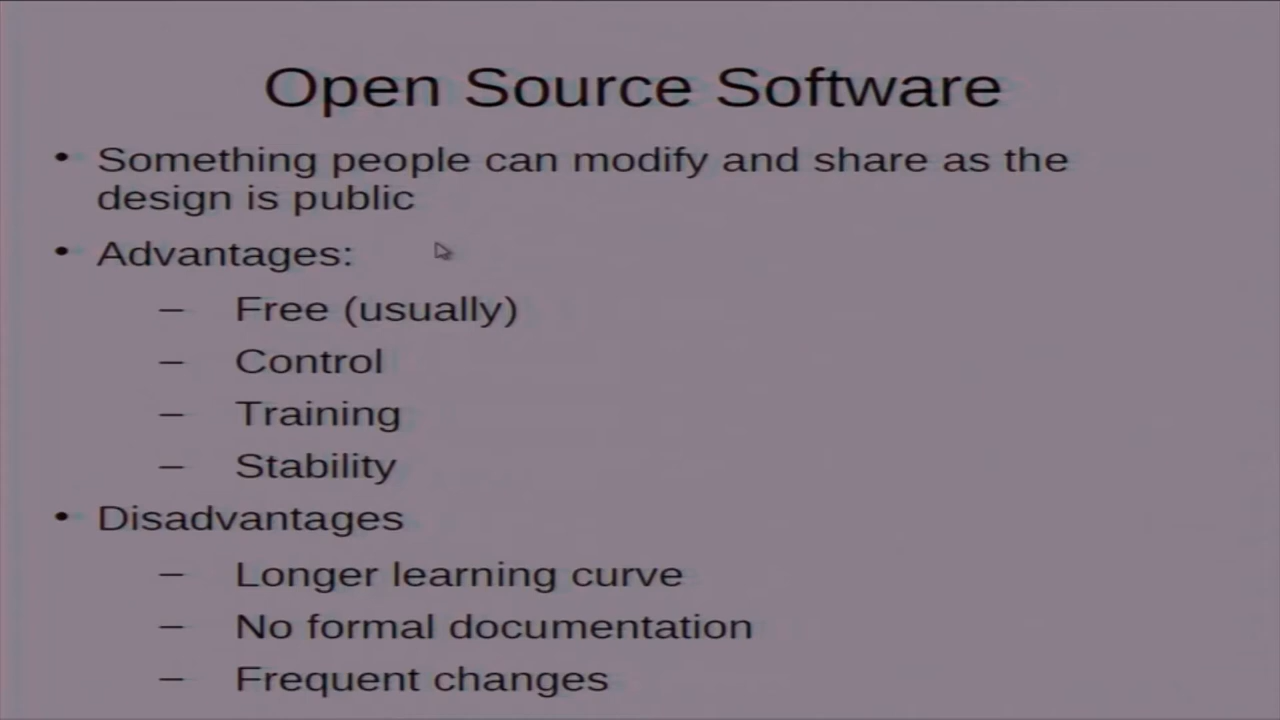 Open Source Software
• Something people can modify and share as the
design is public
• Advantages:
– Free (usually)
– Control
– Training
– Stability
• Disadvantages
– Longer learning curve
– No formal documentation
– Frequent changes